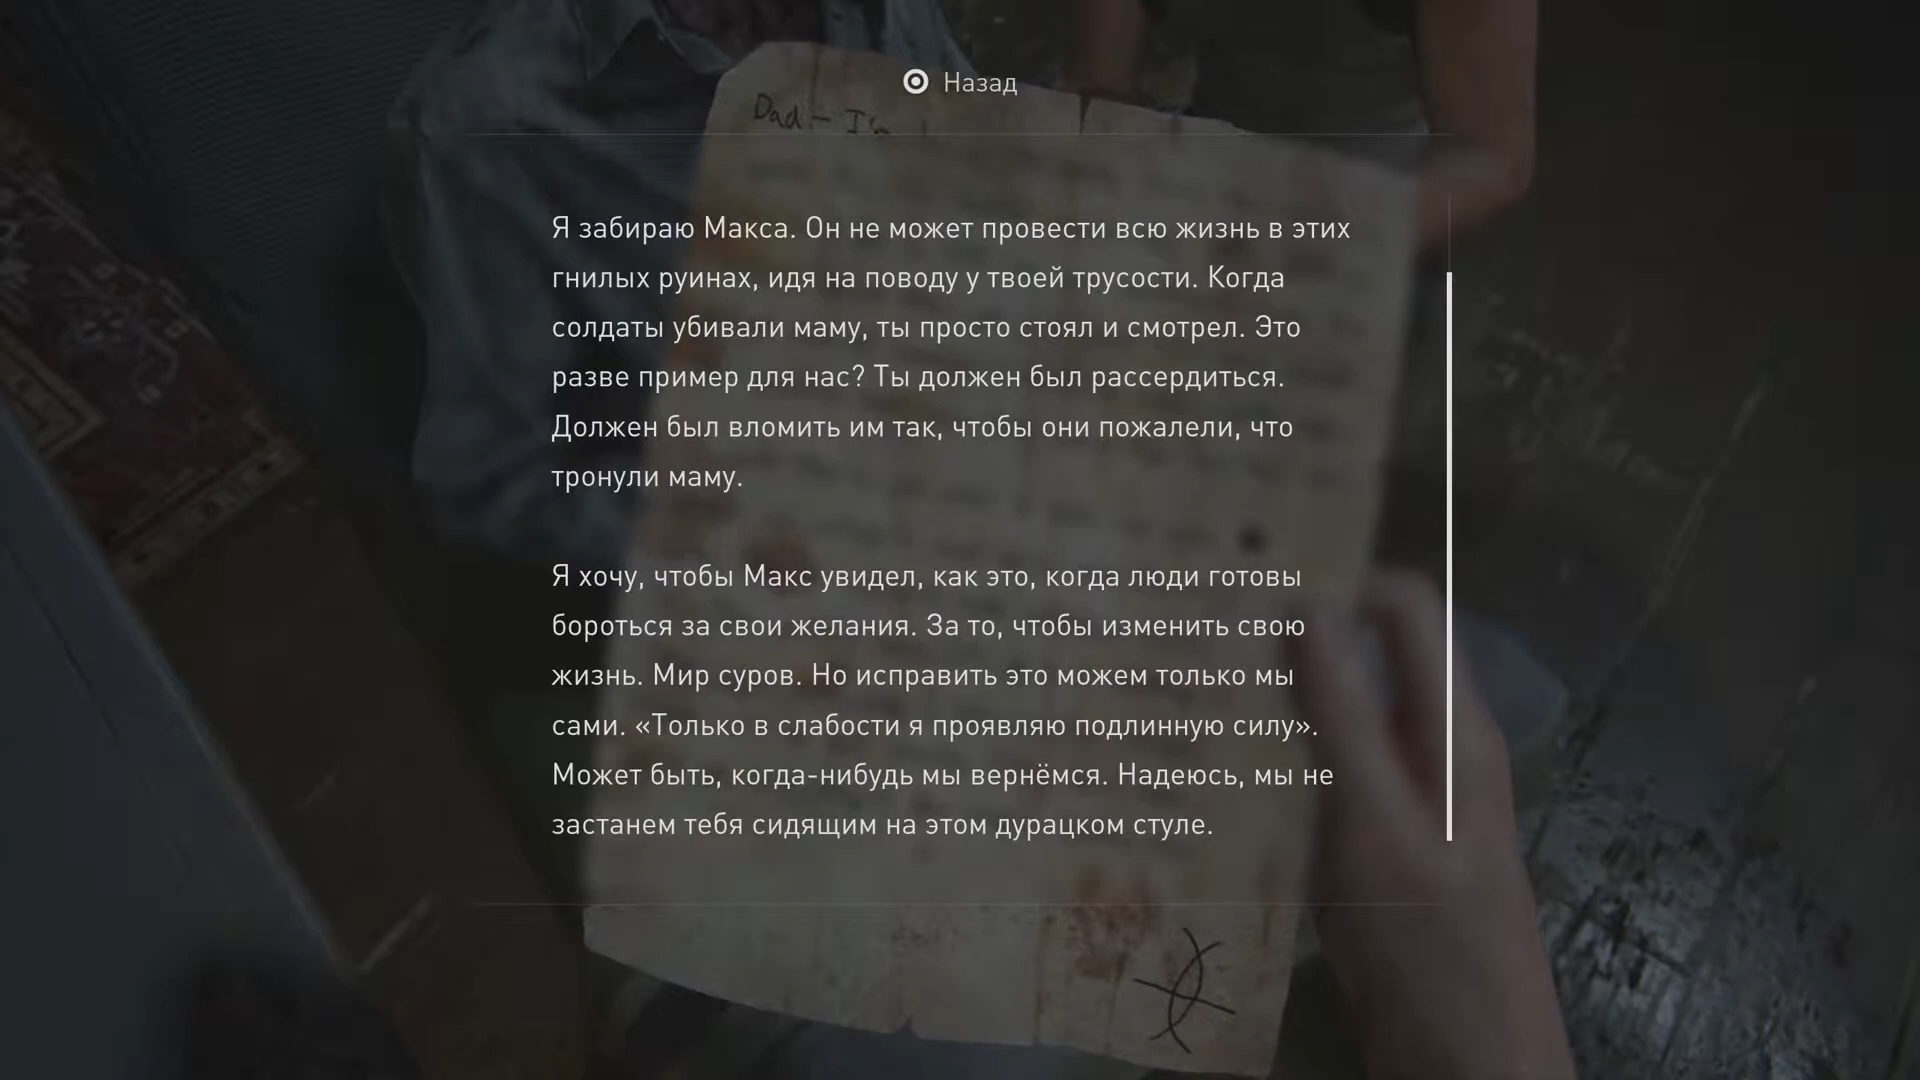 Назад
Dad - I'm
Я забираю Макса. Он не может провести всю жизнь в этих
гнилых руинах, идя на поводу у твоей трусости. Когда
солдаты убивали маму, ты просто стоял и смотрел. Это
разве пример для нас? Ты должен был рассердиться.
Должен был вломить им так, чтобы они пожалели, что
тронули маму.
Я хочу, чтобы Макс увидел, как это, когда люди готовы
бороться за свои желания. За то, чтобы изменить свою
жизнь. Мир суров. Но исправить это можем только мы
сами. «Только в слабости я проявляю подлинную силу».
Может быть, когда-нибудь мы вернёмся. Надеюсь, мы не
застанем тебя сидящим на этом дурацком стуле.